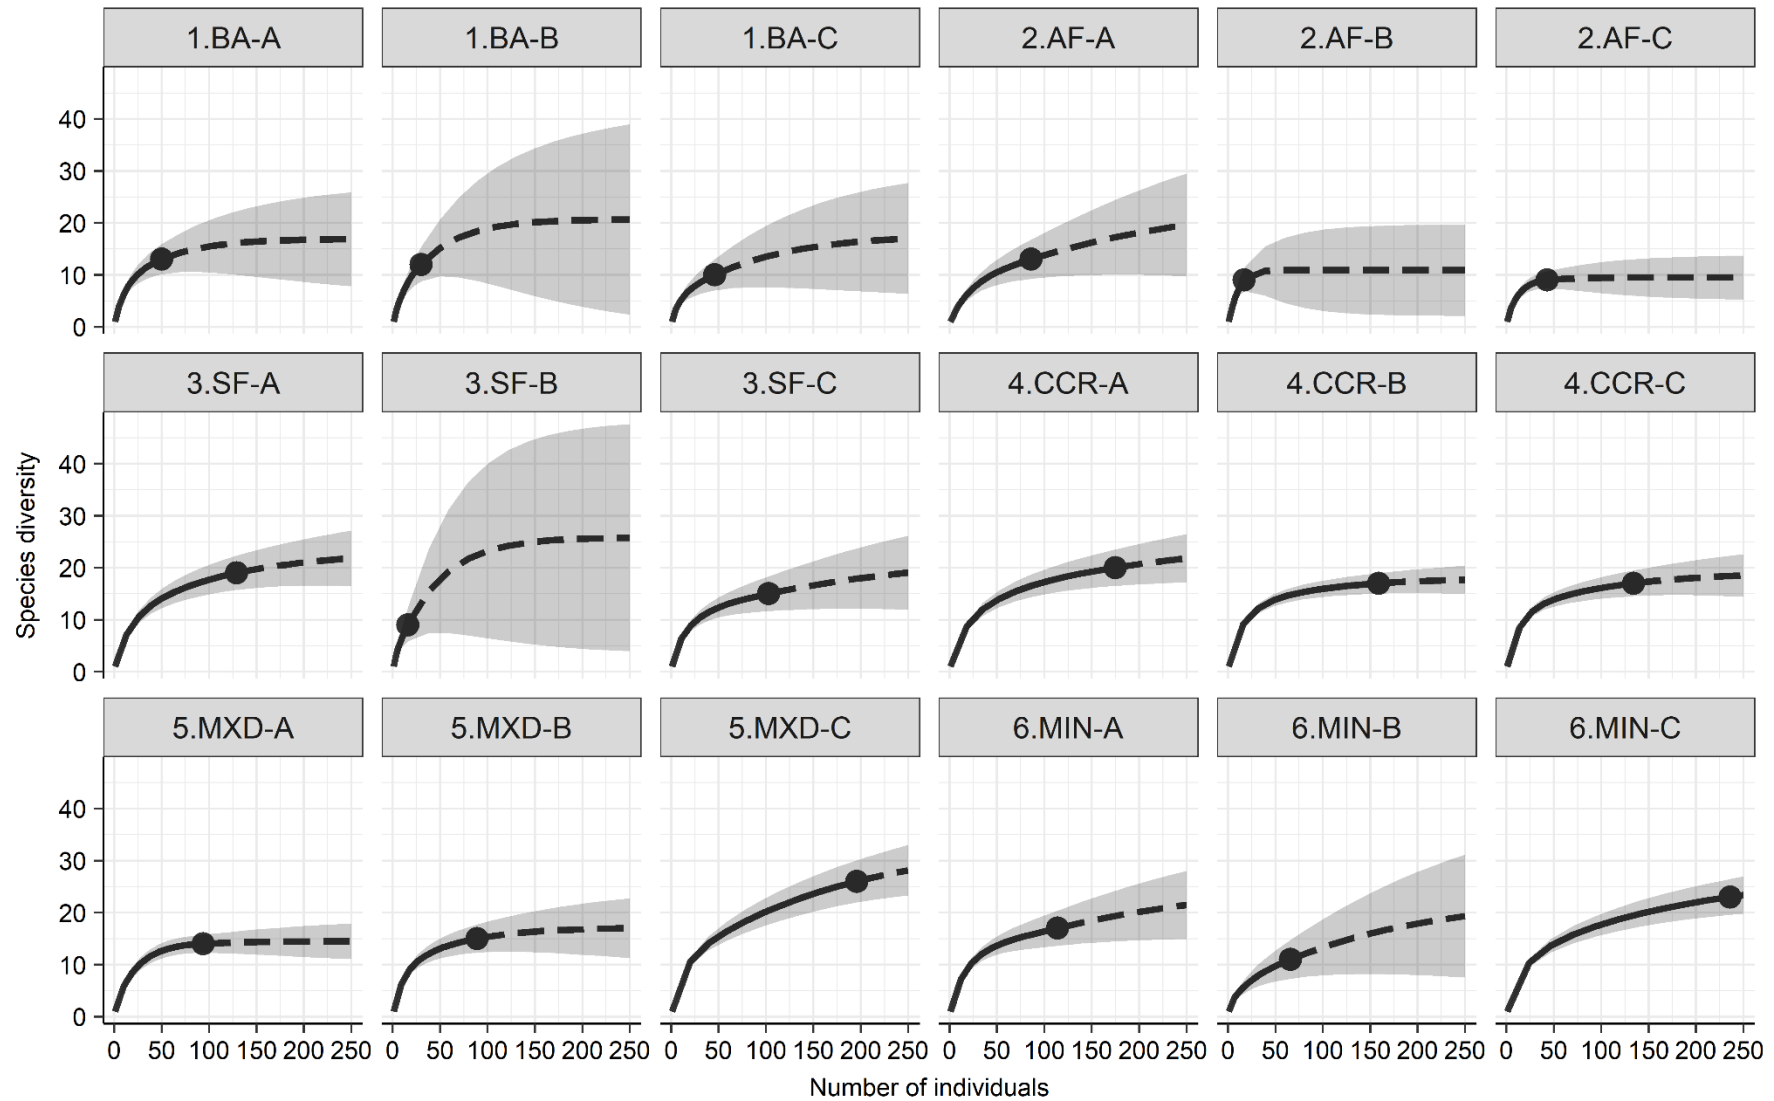 1.BA-A 1.BA-B 1.BA-C 2.AF-A 2.AF-B 2.AF-C
40
30
20
10
0
3.SF-A 3.SF-B 3.SF-C 4.CCR-A 4.CCR-B 4.CCR-C
Species diversity
40
30
20
10
0
5.MXD-A 5.MXD-B 5.MXD-C 6.MIN-A 6.MIN-B 6.MIN-C
40
30
20
10
0
0 50 100 150 200 250 0 50 100 150 200 250 0 50 100 150 200 250 0 50 100 150 200 250 0 50 100 150 200 250 0 50 100 150 200 250
Number of individuals